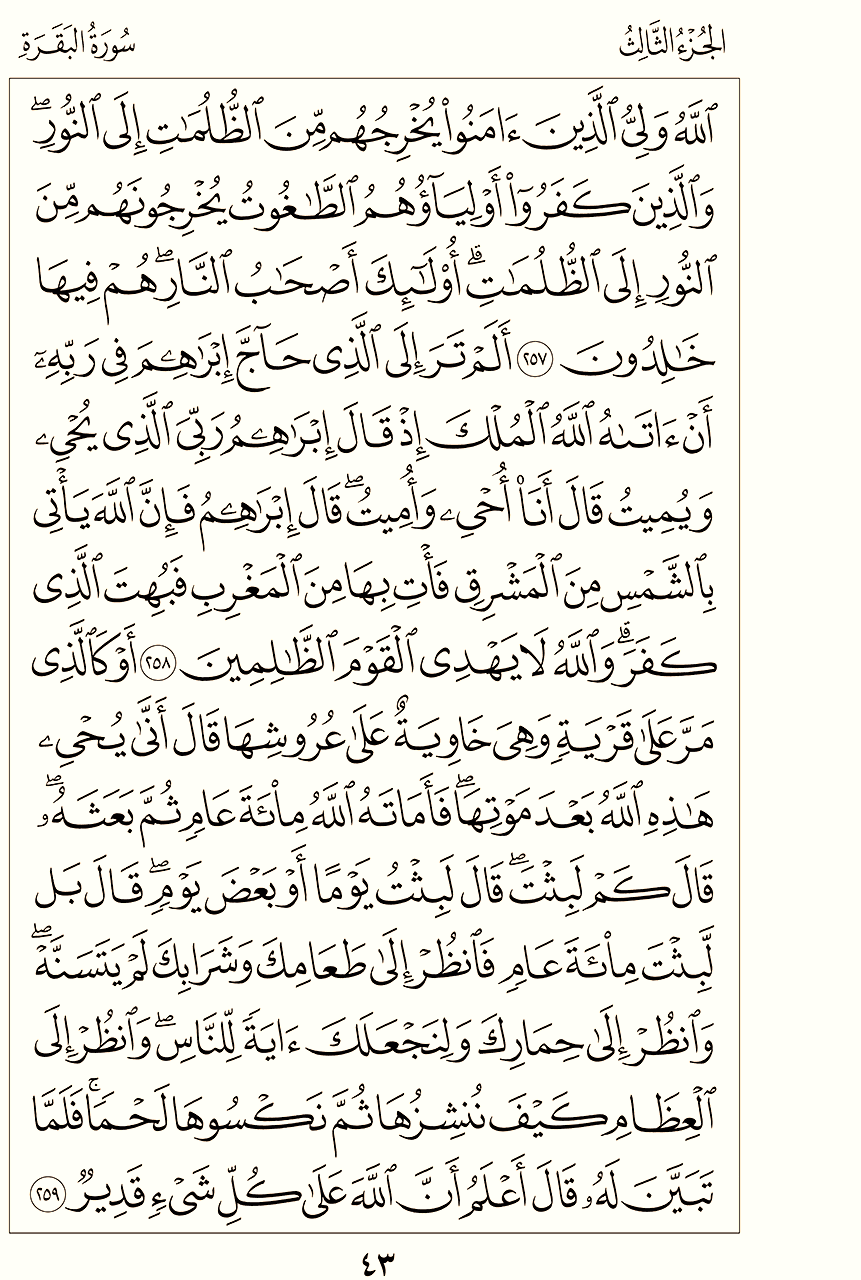 الجُزْءُ الثَّالِثُ
سُورَةُ البَقَرَةِ
ٱللَّهُ وَلِىُّ ٱلَّذِينَ ءَامَنُوا۟ يُخْرِجُهُم مِّنَ ٱلظُّلُمَـٰتِ إِلَى ٱلنُّورِ ۖ
وَٱلَّذِينَ كَفَرُوٓا۟ أَوْلِيَآؤُهُمُ ٱلطَّـٰغُوتُ يُخْرِجُونَهُم مِّنَ
ٱلنُّورِ إِلَى ٱلظُّلُمَـٰتِ ۗ أُو۟لَـٰٓئِكَ أَصْحَـٰبُ ٱلنَّارِ ۖ هُمْ فِيهَا
خَـٰلِدُونَ ٢٥٧ أَلَمْ تَرَ إِلَى ٱلَّذِى حَآجَّ إِبْرَٰهِـۧمَ فِى رَبِّهِۦٓ
أَنْ ءَاتَىٰهُ ٱللَّهُ ٱلْمُلْكَ إِذْ قَالَ إِبْرَٰهِـۧمُ رَبِّىَ ٱلَّذِى يُحْىِۦ
وَيُمِيتُ قَالَ أَنَا۠ أُحْىِۦ وَأُمِيتُ ۖ قَالَ إِبْرَٰهِـۧمُ فَإِنَّ ٱللَّهَ يَأْتِى
بِٱلشَّمْسِ مِنَ ٱلْمَشْرِقِ فَأْتِ بِهَا مِنَ ٱلْمَغْرِبِ فَبُهِتَ ٱلَّذِى
كَفَرَ ۗ وَٱللَّهُ لَا يَهْدِى ٱلْقَوْمَ ٱلظَّـٰلِمِينَ ٢٥٨ أَوْ كَٱلَّذِى
مَرَّ عَلَىٰ قَرْيَةٍ وَهِىَ خَاوِيَةٌ عَلَىٰ عُرُوشِهَا قَالَ أَنَّىٰ يُحْىِۦ
هَـٰذِهِ ٱللَّهُ بَعْدَ مَوْتِهَا ۖ فَأَمَاتَهُ ٱللَّهُ مِا۟ئَةَ عَامٍ ثُمَّ بَعَثَهُۥ ۖ
قَالَ كَمْ لَبِثْتَ ۖ قَالَ لَبِثْتُ يَوْمًا أَوْ بَعْضَ يَوْمٍ ۖ قَالَ بَل
لَّبِثْتَ مِا۟ئَةَ عَامٍ فَٱنظُرْ إِلَىٰ طَعَامِكَ وَشَرَابِكَ لَمْ يَتَسَنَّهْ ۖ
وَٱنظُرْ إِلَىٰ حِمَارِكَ وَلِنَجْعَلَكَ ءَايَةً لِّلنَّاسِ ۖ وَٱنظُرْ إِلَى
ٱلْعِظَامِ كَيْفَ نُنشِزُهَا ثُمَّ نَكْسُوهَا لَحْمًا ۚ فَلَمَّا
تَبَيَّنَ لَهُۥ قَالَ أَعْلَمُ أَنَّ ٱللَّهَ عَلَىٰ كُلِّ شَىْءٍ قَدِيرٌ ٢٥٩
٤٣